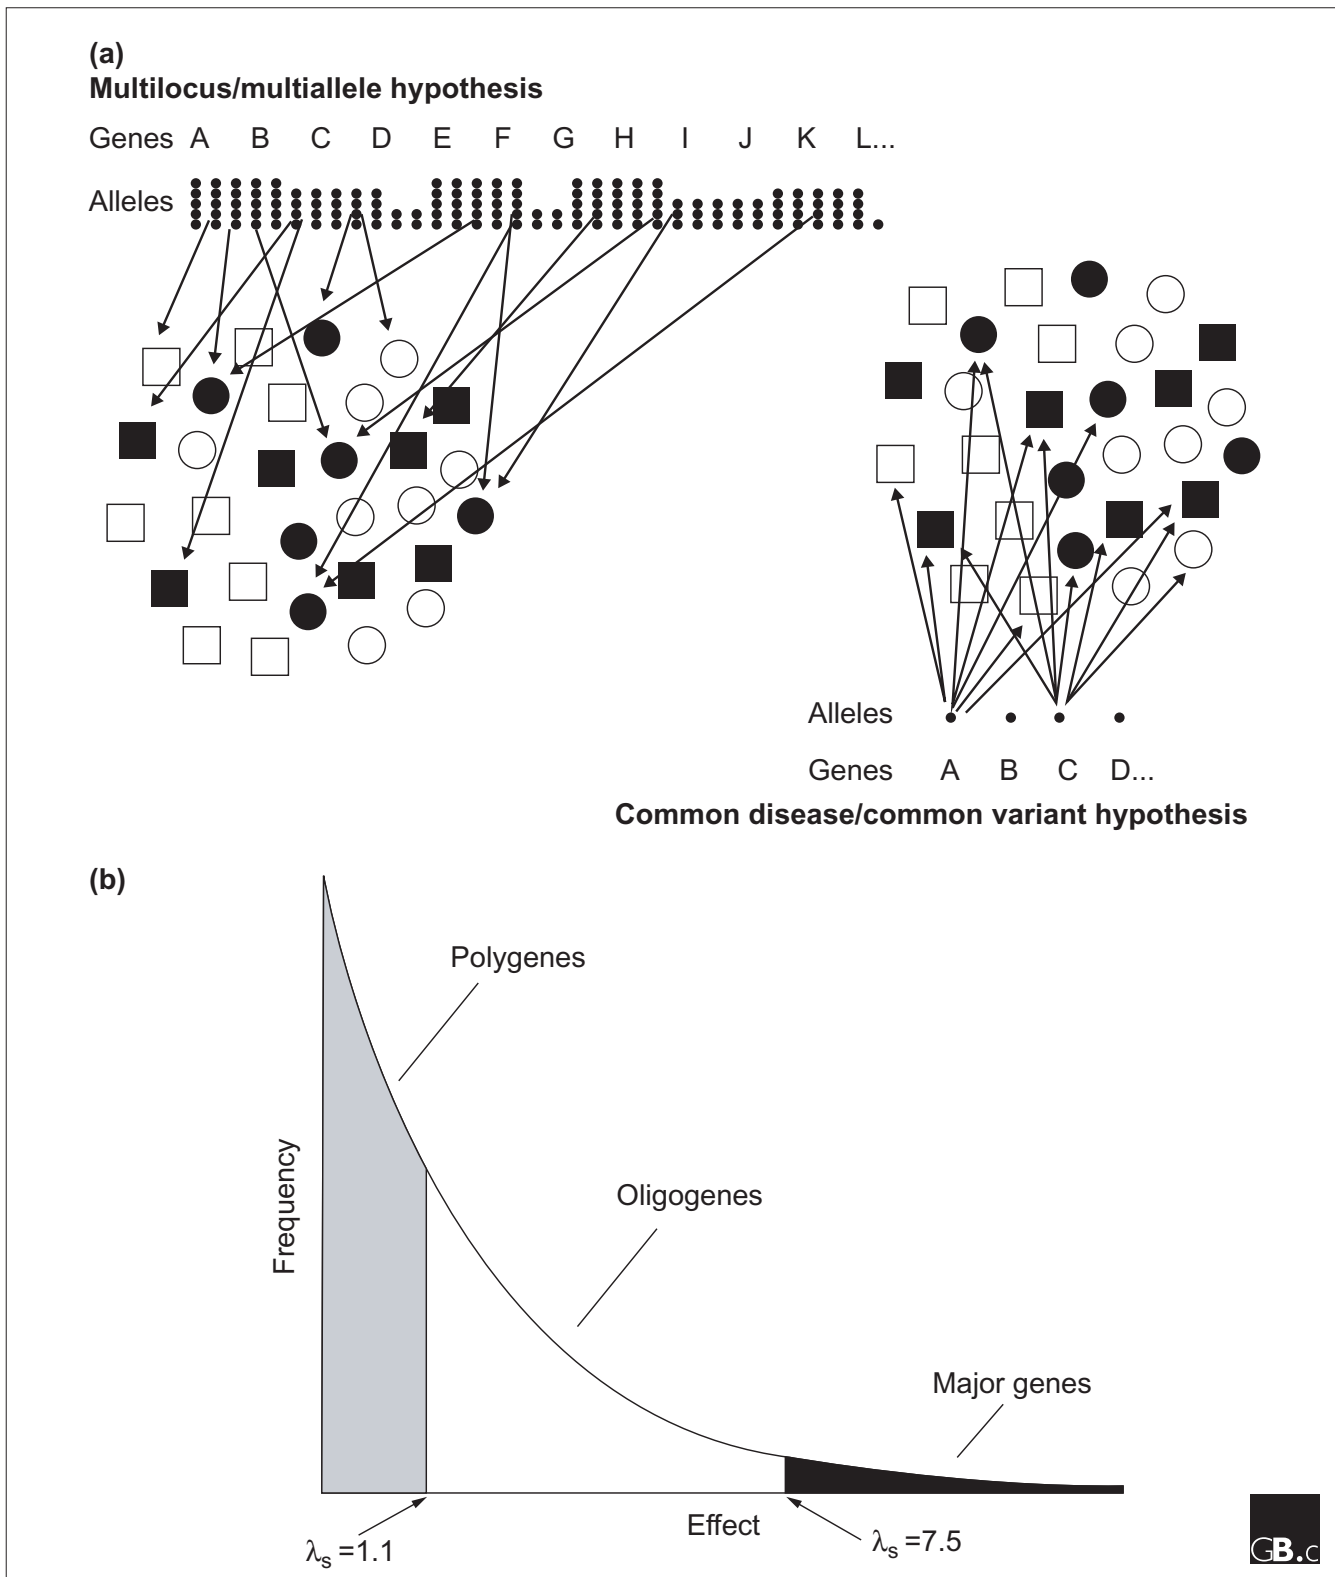 (a)
Multilocus/multiallele hypothesis
Genes A B C D E F G H I J K L...
Alleles
Alleles
Genes A B C D...
Common disease/common variant hypothesis
(b)
Polygenes
Oligogenes
Major genes
Frequency
Effect
λs =1.1
λs =7.5
GB.c